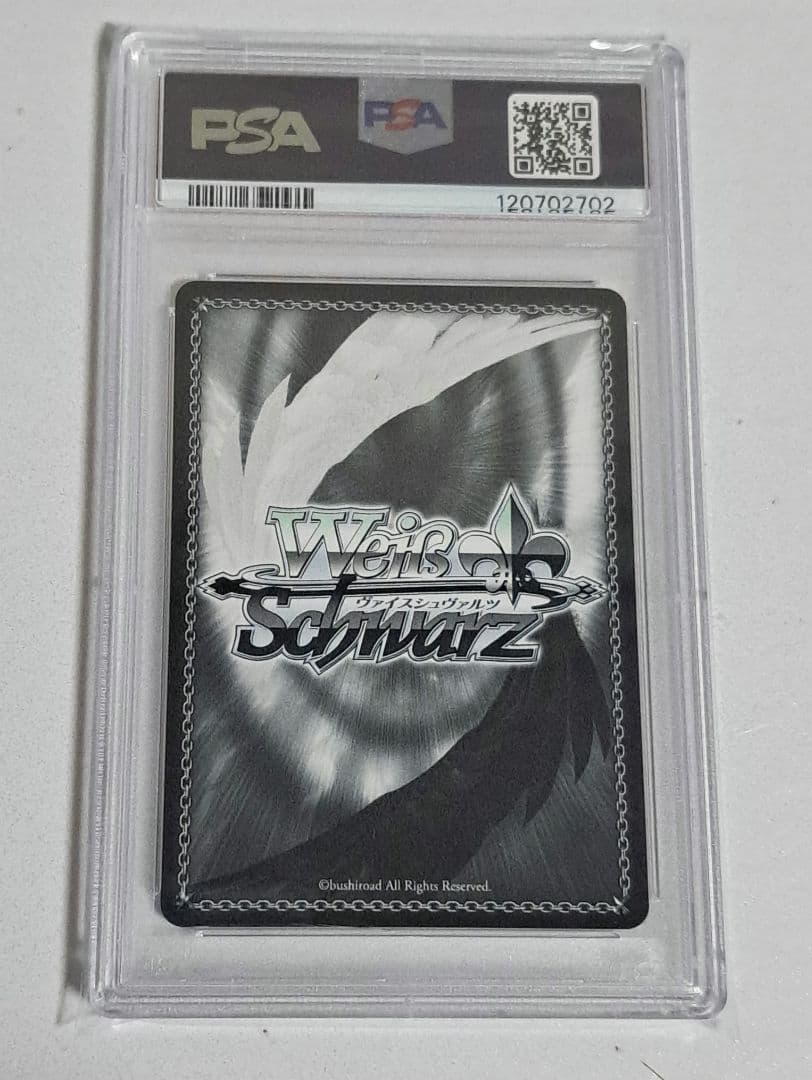 PSA PSA
120702702
Weiß
ヴァイスシュヴァルツ
Schwarz
©bushiroad All Rights Reserved.